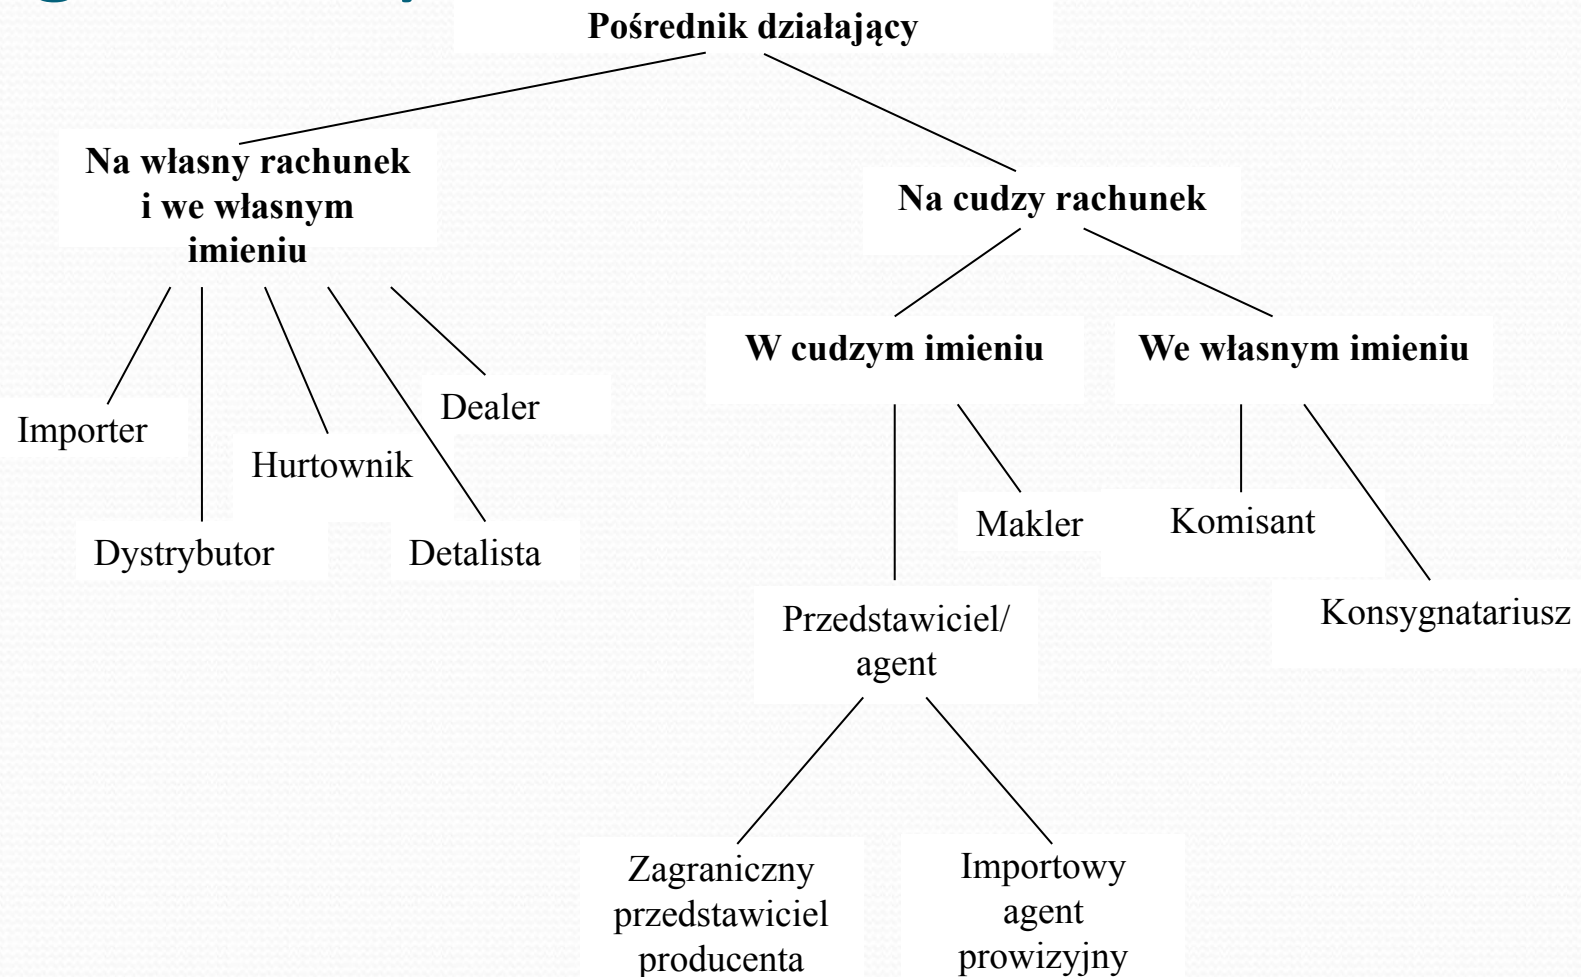 Pośrednik działający
Na własny rachunek
i we własnym
imieniu
Na cudzy rachunek
W cudzym imieniu
We własnym imieniu
Importer
Dealer
Hurtownik
Dystrybutor
Detalista
Makler
Komisant
Konsygnatariusz
Przedstawiciel/
agent
Zagraniczny
przedstawiciel
producenta
Importowy
agent
prowizyjny